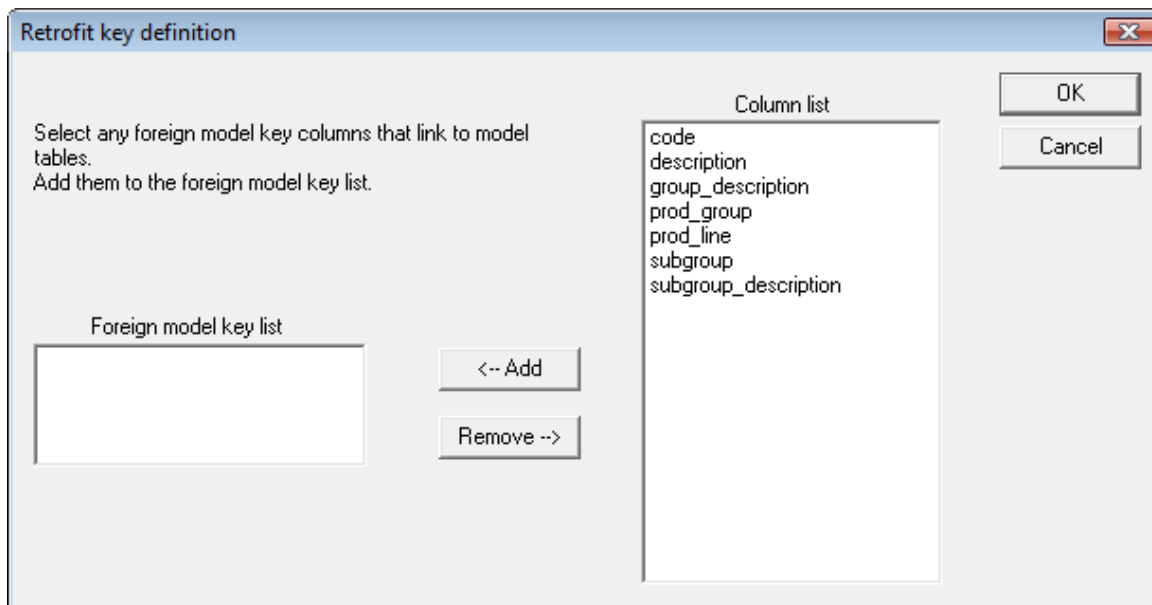 Retrofit key definition
Select any foreign model key columns that link to model
tables.
Add them to the foreign model key list.
Foreign model key list
<-- Add
Remove -->
Column list
code
description
group_description
prod_group
prod_line
subgroup
subgroup_description
OK
Cancel